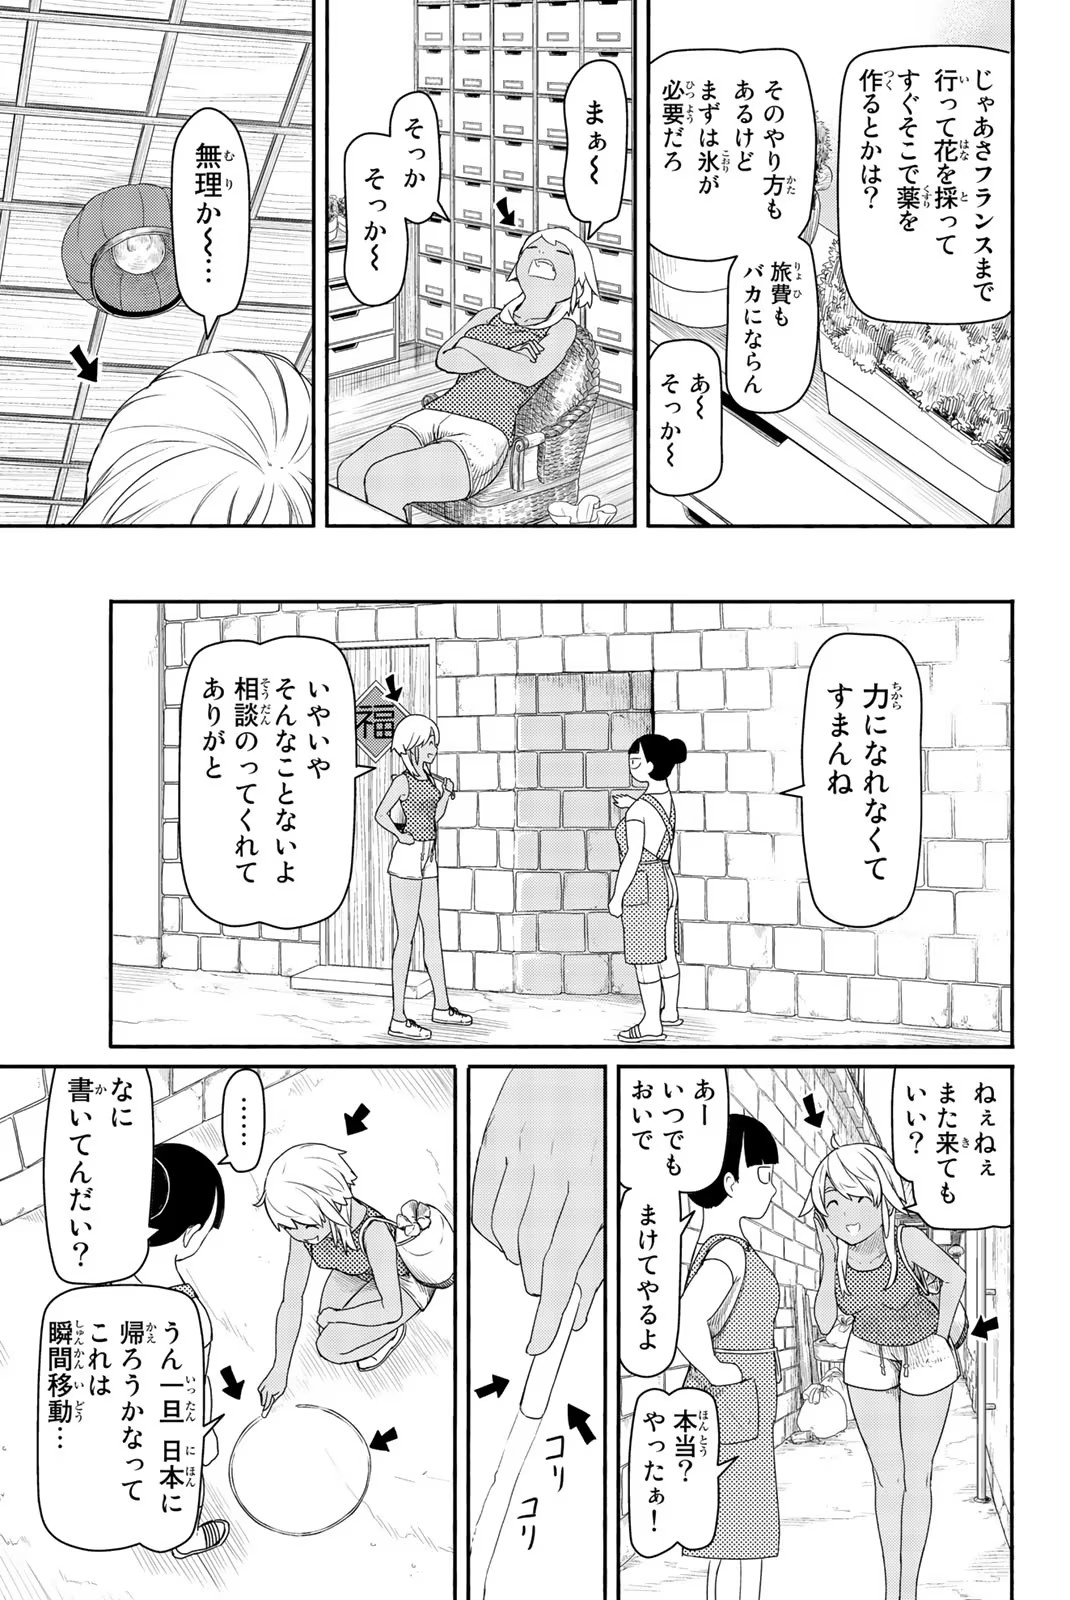 じゃあさフランスまで
行って花を採って
すぐそこで薬を
作るとかは?
そのやり方も
あるけど
まずは氷が
必要だろ
旅費も
バカにならん
あ〜
そっか〜
まぁ〜
そっか
そっか〜
無理か〜…
力になれなくて
すまんね
いやいや
そんなことないよ
相談のってくれて
ありがと
福
ねぇねぇ
また来ても
いい?
あー
いつでも
おいで
まけてやるよ
本当?
やったぁ!
コリ
コリ
……
なに
書いてんだい?
うん一旦 日本に
帰ろうかなって
これは
瞬間移動…